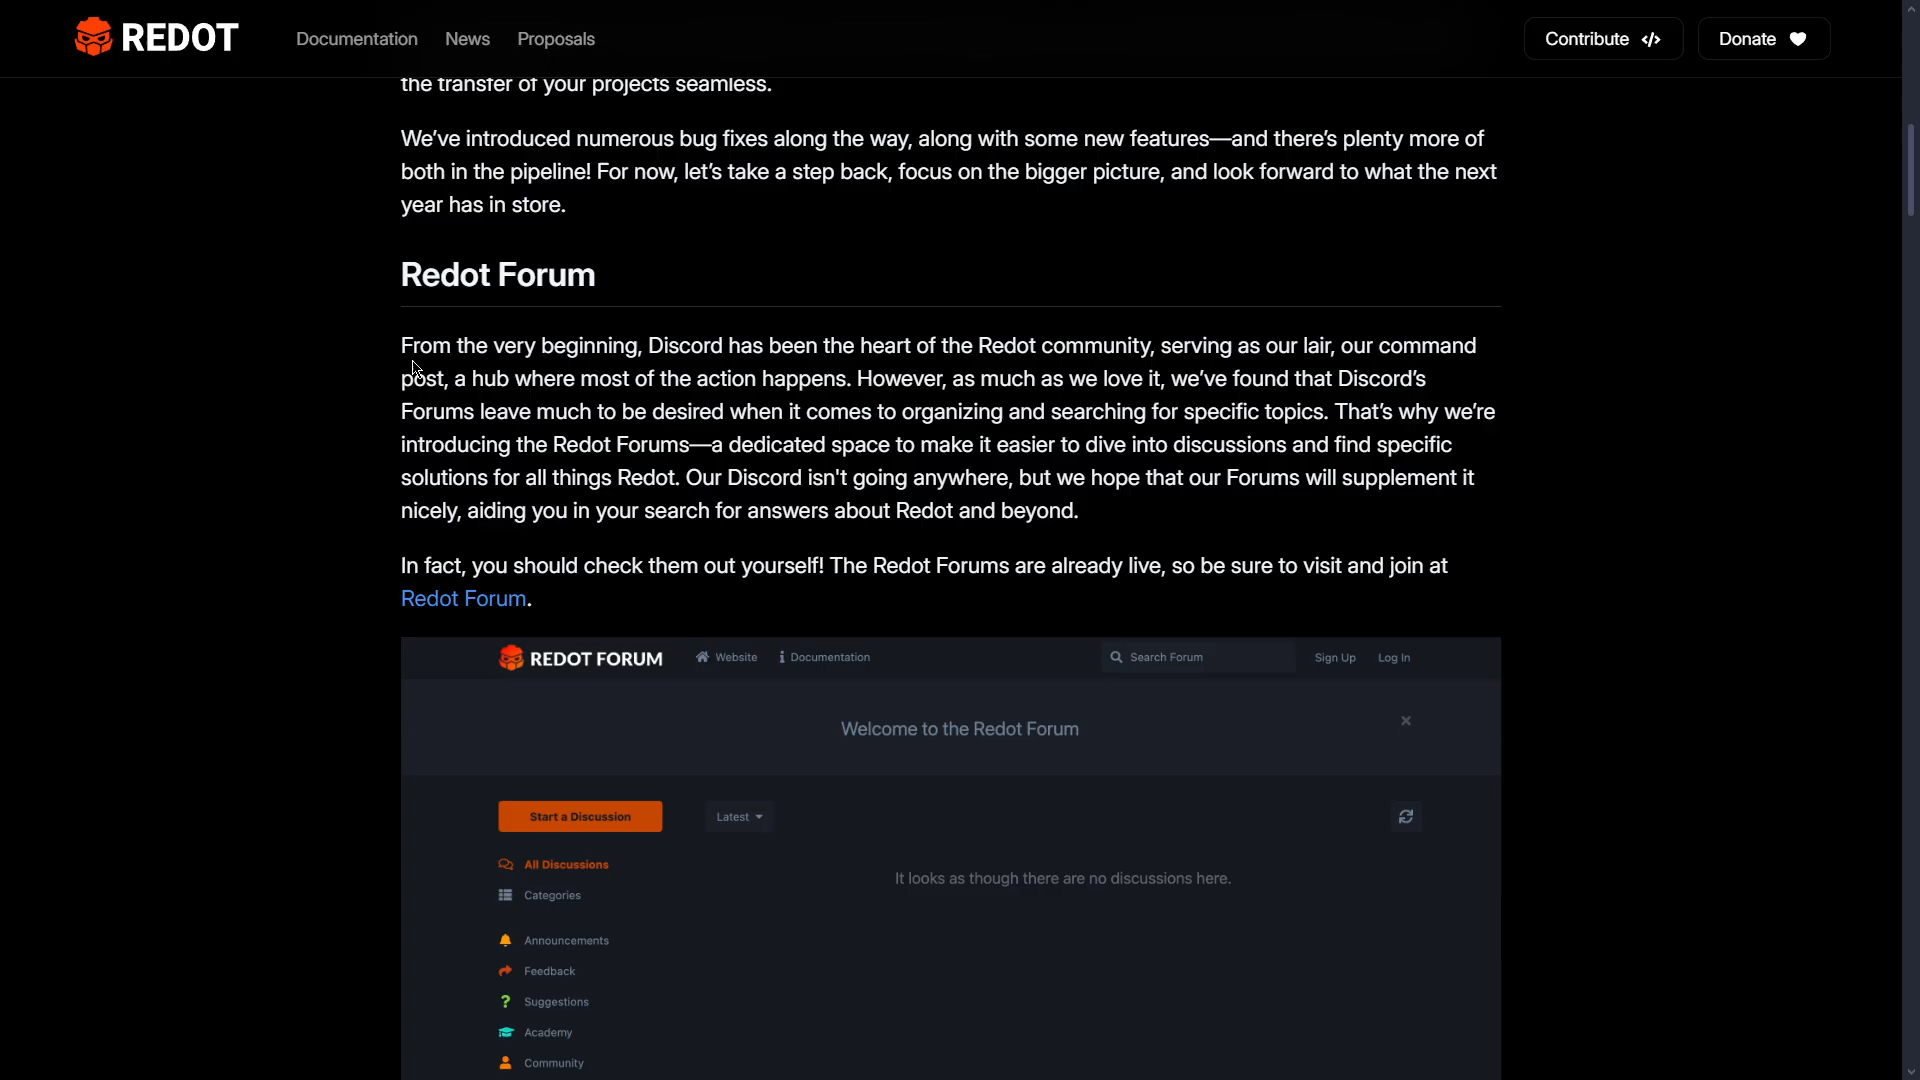 REDOT
Documentation
News
Proposals
Contribute </>
Donate
the transfer of your projects seamless.
We've introduced numerous bug fixes along the way, along with some new features—and there's plenty more of
both in the pipeline! For now, let's take a step back, focus on the bigger picture, and look forward to what the next
year has in store.
Redot Forum
From the very beginning, Discord has been the heart of the Redot community, serving as our lair, our command
post, a hub where most of the action happens. However, as much as we love it, we've found that Discord's
Forums leave much to be desired when it comes to organizing and searching for specific topics. That's why we're
introducing the Redot Forums—a dedicated space to make it easier to dive into discussions and find specific
solutions for all things Redot. Our Discord isn't going anywhere, but we hope that our Forums will supplement it
nicely, aiding you in your search for answers about Redot and beyond.
In fact, you should check them out yourself! The Redot Forums are already live, so be sure to visit and join at
Redot Forum.
REDOT FORUM
Website
Documentation
Search Forum
Sign Up
Log In
Welcome to the Redot Forum
Start a Discussion
Latest
All Discussions
It looks as though there are no discussions here.
Categories
Announcements
Feedback
Suggestions
Academy
Community